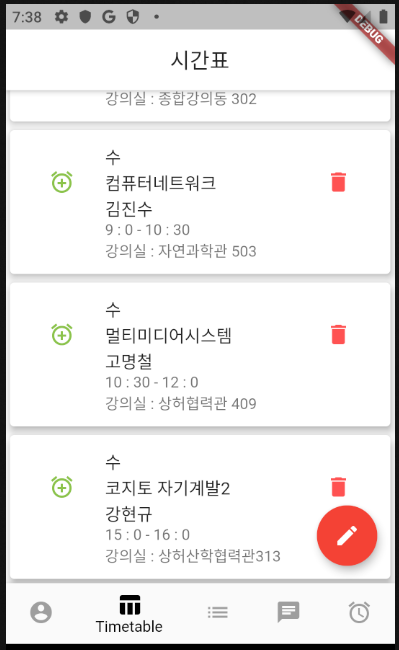 7:38
DEBUG
시간표
강의실 : 종합강의동 302
수
컴퓨터네트워크
김진수
9 : 0 - 10 : 30
강의실 : 자연과학관 503
수
멀티미디어시스템
고명철
10 : 30 - 12 : 0
강의실 : 상허협력관 409
수
코지토 자기계발2
강현규
15 : 0 - 16 : 0
강의실 : 상허산학협력관313
Timetable